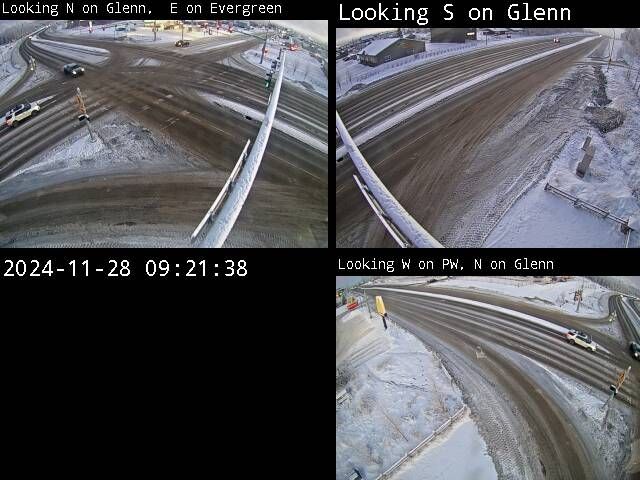 Looking N on Glenn, E on Evergreen
Looking S on Glenn
2024-11-28 09:21:38
Looking W on PW, N on Glenn